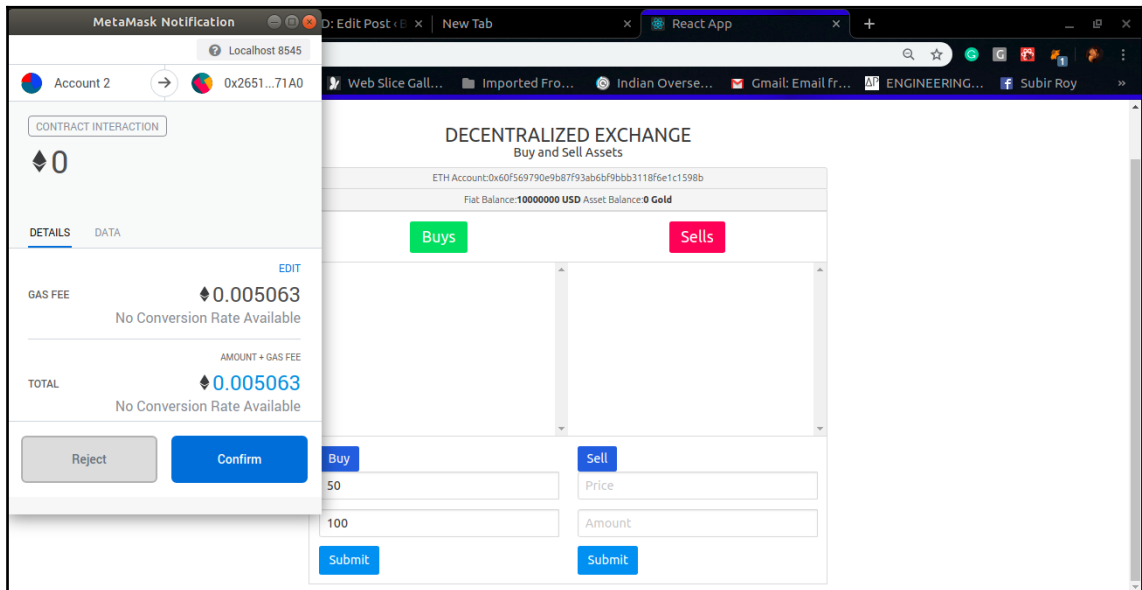 MetaMask Notification
Localhost 8545
Account 2
0x2651...71A0
CONTRACT INTERACTION
0
DETAILS DATA
EDIT
GAS FEE
0.005063
No Conversion Rate Available
AMOUNT + GAS FEE
TOTAL
0.005063
No Conversion Rate Available
Reject
Confirm
D: Edit Post ‹ B
New Tab
React App
Web Slice Gall...
Imported Fro...
Indian Overse...
Gmail: Email fr...
ENGINEERING...
Subir Roy
DECENTRALIZED EXCHANGE
Buy and Sell Assets
ETH Account:0x60f569790e9b87f93ab6bf9bbb3118f6e1c1598b
Fiat Balance:10000000 USD Asset Balance:0 Gold
Buys
Sells
Buy
50
100
Submit
Sell
Price
Amount
Submit